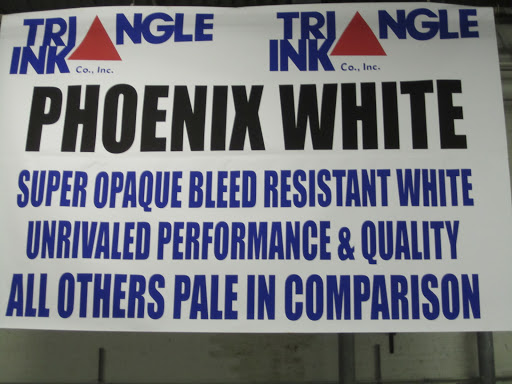 TRIANGLE TRIANGLE
INK Co., Inc. INK Co., Inc.
PHOENIX WHITE
SUPER OPAQUE BLEED RESISTANT WHITE
UNRIVALED PERFORMANCE & QUALITY
ALL OTHERS PALE IN COMPARISON